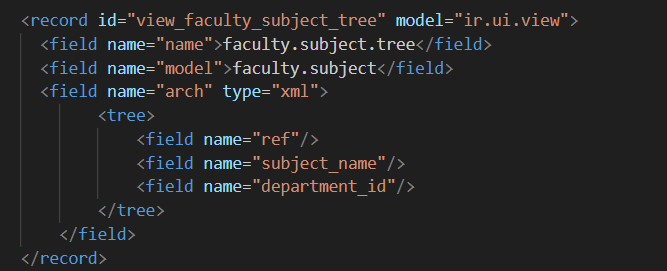 <record id="view_faculty_subject_tree" model="ir.ui.view">
<field name="name">faculty.subject.tree</field>
<field name="model">faculty.subject</field>
<field name="arch" type="xml">
<tree>
<field name="ref"/>
<field name="subject_name"/>
<field name="department_id"/>
</tree>
</field>
</record>